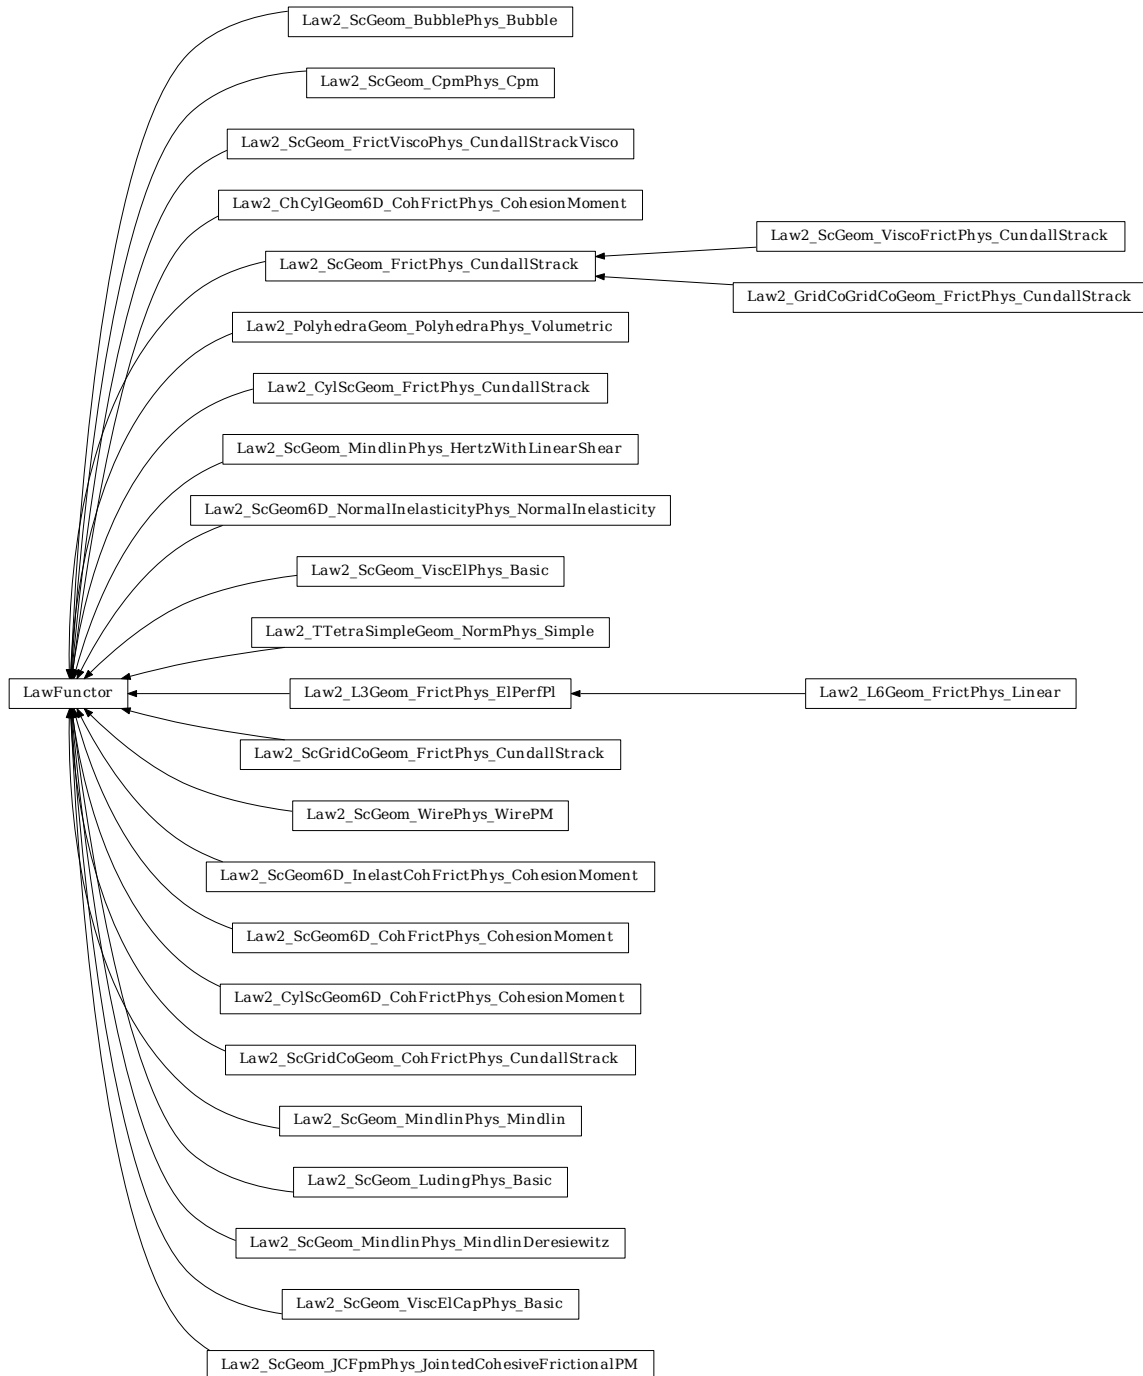 Law2_ScGeom_BubblePhys_Bubble
Law2_ScGeom_CpmPhys_Cpm
Law2_ScGeom_FrictViscoPhys_CundallStrackVisco
Law2_ChCylGeom6D_CohFrictPhys_CohesionMoment
Law2_ScGeom_ViscoFrictPhys_CundallStrack
Law2_ScGeom_FrictPhys_CundallStrack
Law2_GridCoGridCoGeom_FrictPhys_CundallStrack
Law2_PolyhedraGeom_PolyhedraPhys_Volumetric
Law2_CylScGeom_FrictPhys_CundallStrack
Law2_ScGeom_MindlinPhys_HertzWithLinearShear
Law2_ScGeom6D_NormalInelasticityPhys_NormalInelasticity
Law2_ScGeom_ViscElPhys_Basic
Law2_TTetraSimpleGeom_NormPhys_Simple
LawFunctor
Law2_L3Geom_FrictPhys_ElPerfPl
Law2_L6Geom_FrictPhys_Linear
Law2_ScGridCoGeom_FrictPhys_CundallStrack
Law2_ScGeom_WirePhys_WirePM
Law2_ScGeom6D_InelastCohFrictPhys_CohesionMoment
Law2_ScGeom6D_CohFrictPhys_CohesionMoment
Law2_CylScGeom6D_CohFrictPhys_CohesionMoment
Law2_ScGridCoGeom_CohFrictPhys_CundallStrack
Law2_ScGeom_MindlinPhys_Mindlin
Law2_ScGeom_LudingPhys_Basic
Law2_ScGeom_MindlinPhys_MindlinDeresiewitz
Law2_ScGeom_ViscElCapPhys_Basic
Law2_ScGeom_JCFpmPhys_JointedCohesiveFrictionalPM